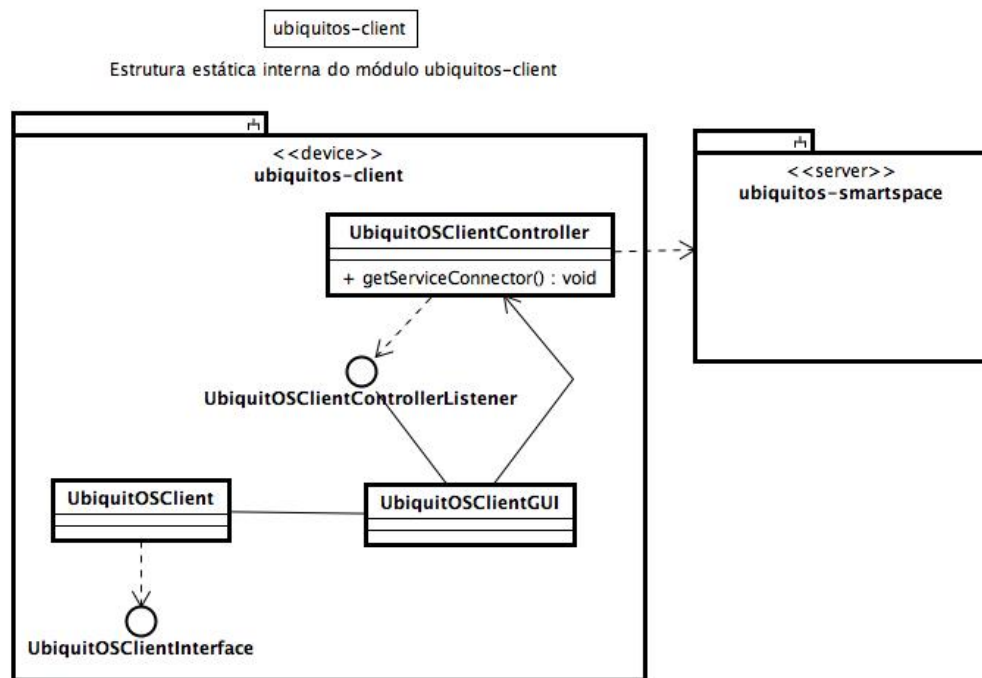 ubiquitos-client
Estrutura estática interna do módulo ubiquitos-client
<<device>>
ubiquitos-client
<<server>>
ubiquitos-smartspace
UbiquitOSClientController
+ getServiceConnector() : void
UbiquitOSClientControllerListener
UbiquitOSClient
UbiquitOSClientGUI
UbiquitOSClientInterface